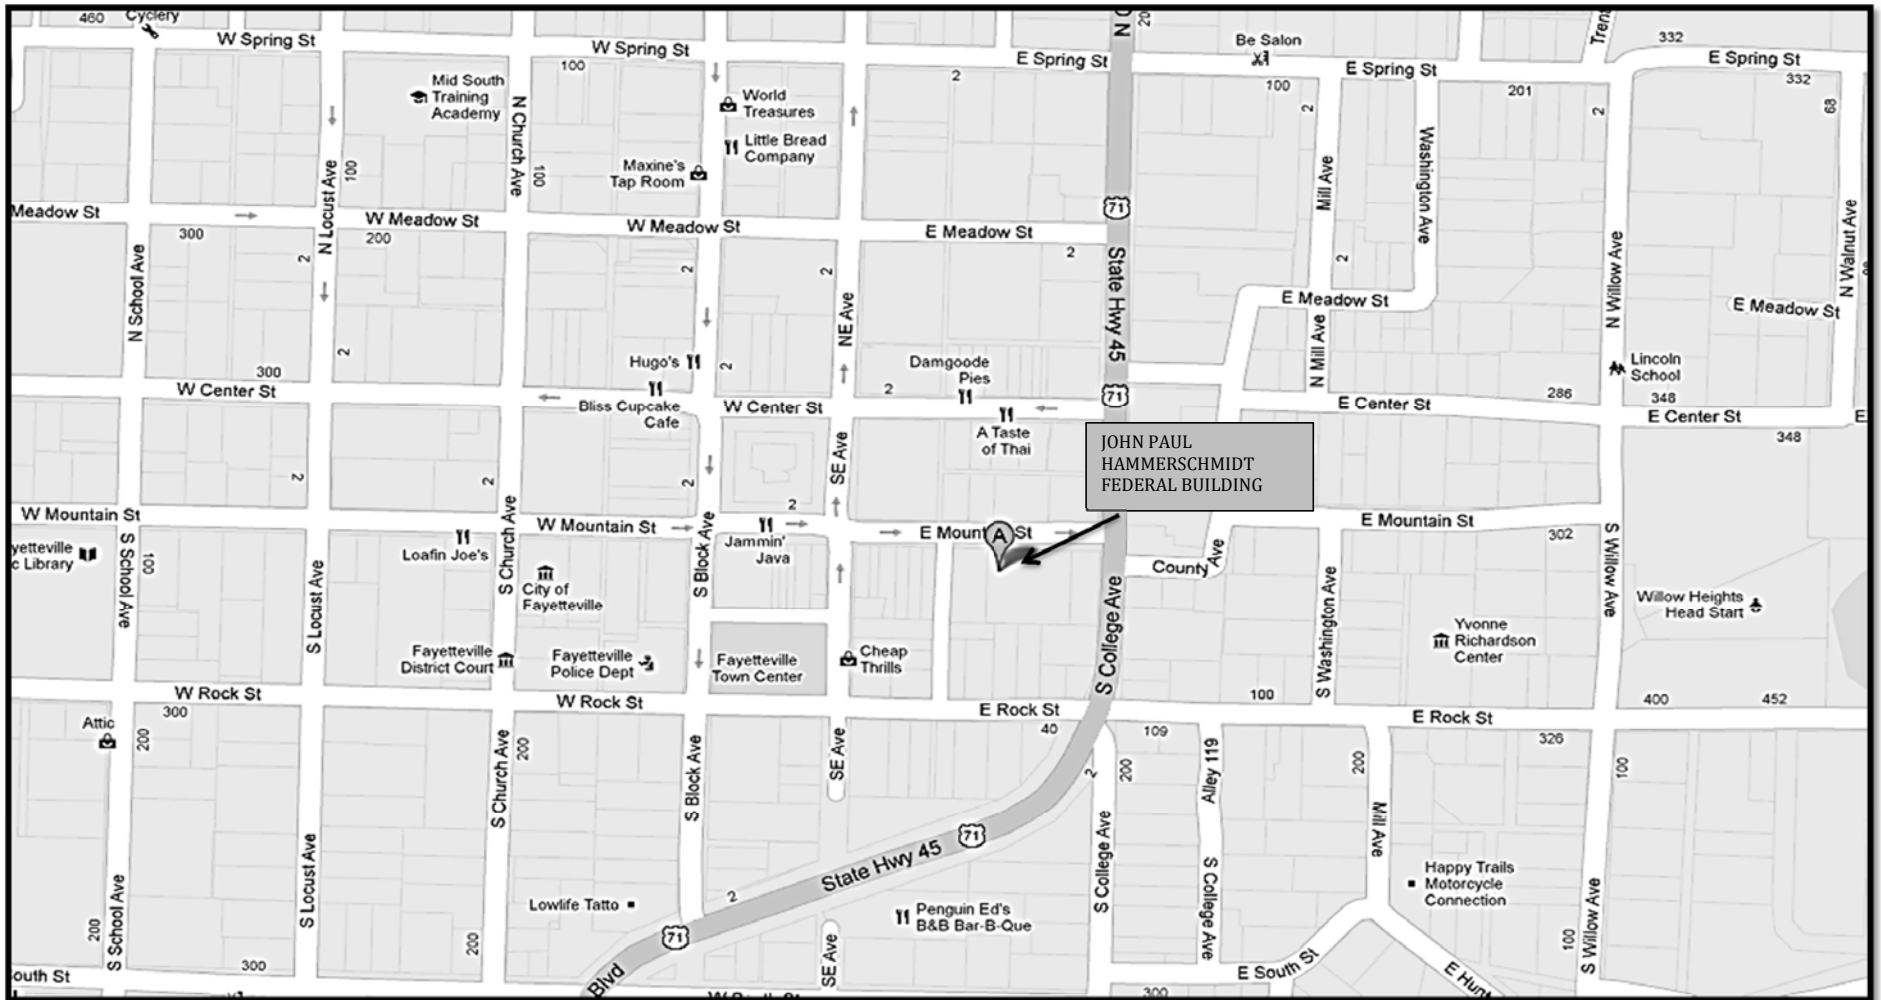 460
Cyclery
W Spring St
W Spring St
100
E Spring St
2
20
Be Salon
100
E Spring St
201
332
E Spring St
332
68
Mid South
Training
Academy
N Church Ave
100
World
Treasures
Little Bread
Company
Maxine's
Tap Room
N Locust Ave
100
2
Mill Ave
Washington Ave
2
N Walnut Ave
Meadow St
300
W Meadow St
200
W Meadow St
E Meadow St
2
71
State Hwy 45
N School Ave
2
2
2
2
NE Ave
2
E Meadow St
N Mill Ave
N Willow Ave
E Meadow St
Hugo's
2
Damgoode
Pies
71
Lincoln
School
300
W Center St
Bliss Cupcake
Cafe
W Center St
2
A Taste
of Thai
E Center St
286
348
E Center St
E
348
JOHN PAUL
HAMMERSCHMIDT
FEDERAL BUILDING
2
2
2
SE Ave
2
W Mountain St
W Mountain St
E Mount
A
St
E Mountain St
302
yetteville
c Library
100
S School Ave
S Locust Ave
Loafin Joe's
S Church Ave
City of
Fayetteville
S Block Ave
Jammin'
Java
County Ave
S College Ave
S Washington Ave
S Willow Ave
Willow Heights
Head Start
Yvonne
Richardson
Center
Fayetteville
District Court
Fayetteville
Police Dept
Fayetteville
Town Center
Cheap
Thrills
W Rock St
300
W Rock St
E Rock St
40
109
100
E Rock St
326
400
452
Attic
200
200
S Church Ave
S Block Ave
SE Ave
2
200
Alley 119
200
100
S School Ave
200
S Locust Ave
200
State Hwy 45
71
S College Ave
S College Ave
Mill Ave
Happy Trails
Motorcycle
Connection
S Willow Ave
100
Lowlife Tatto
2
71
Penguin Ed's
B&B Bar-B-Que
SE Ave
outh St
300
Blvd
E South St
E Hunt
300